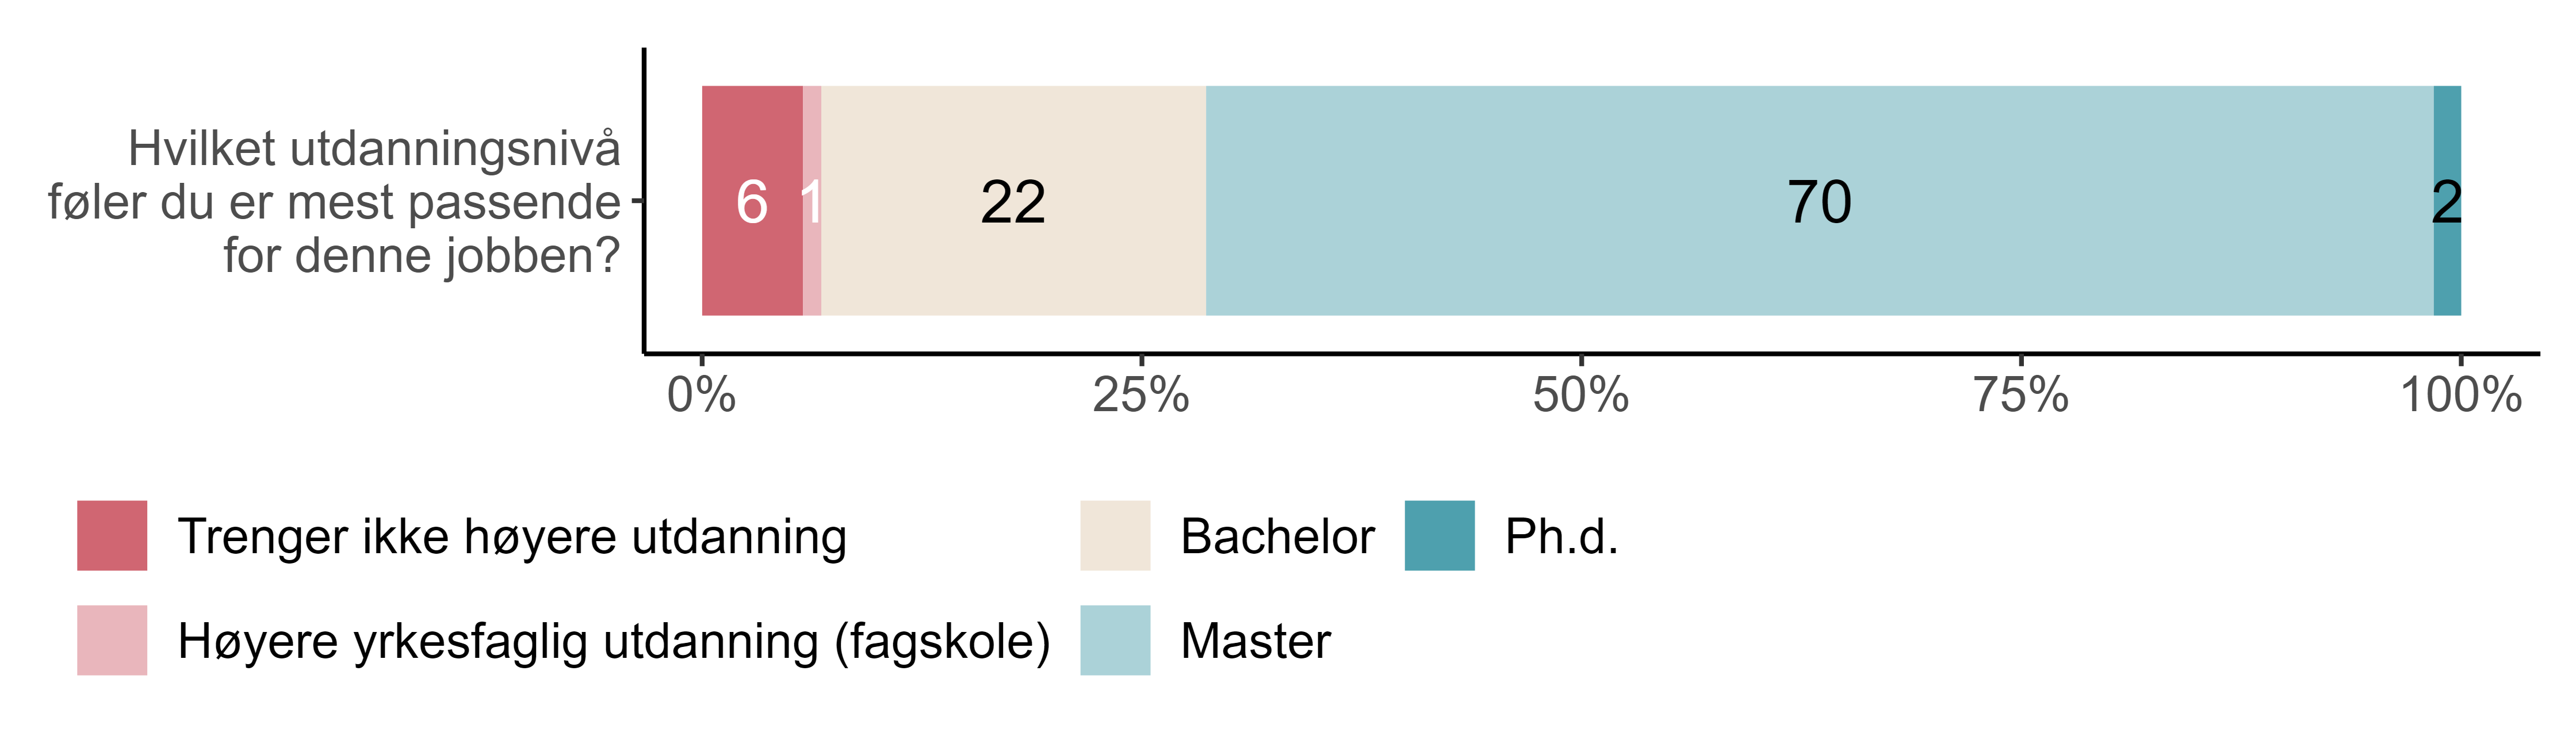 Hvilket utdanningsnivå
føler du er mest passende
for denne jobben?
6 1 22 70 2
0% 25% 50% 75% 100%
Trenger ikke høyere utdanning
Høyere yrkesfaglig utdanning (fagskole)
Bachelor
Master
Ph.d.